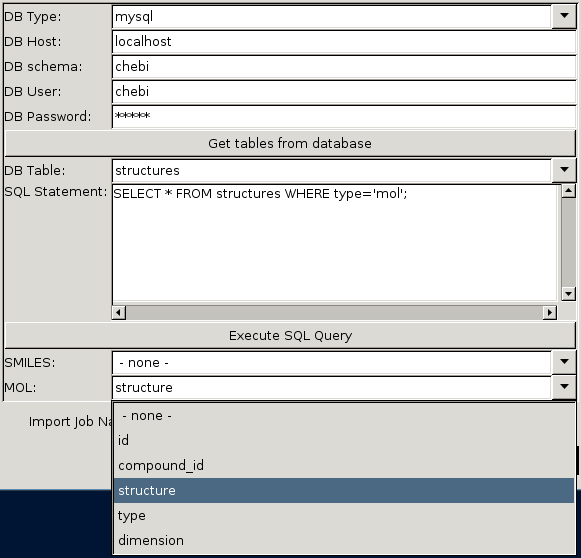 DB Type: mysql
DB Host: localhost
DB schema: chebi
DB User: chebi
DB Password: *****
Get tables from database
DB Table: structures
SQL Statement: SELECT * FROM structures WHERE type='mol';
Execute SQL Query
SMILES: - none -
MOL: structure
- none -
Import Job Na
id
compound_id
structure
type
dimension